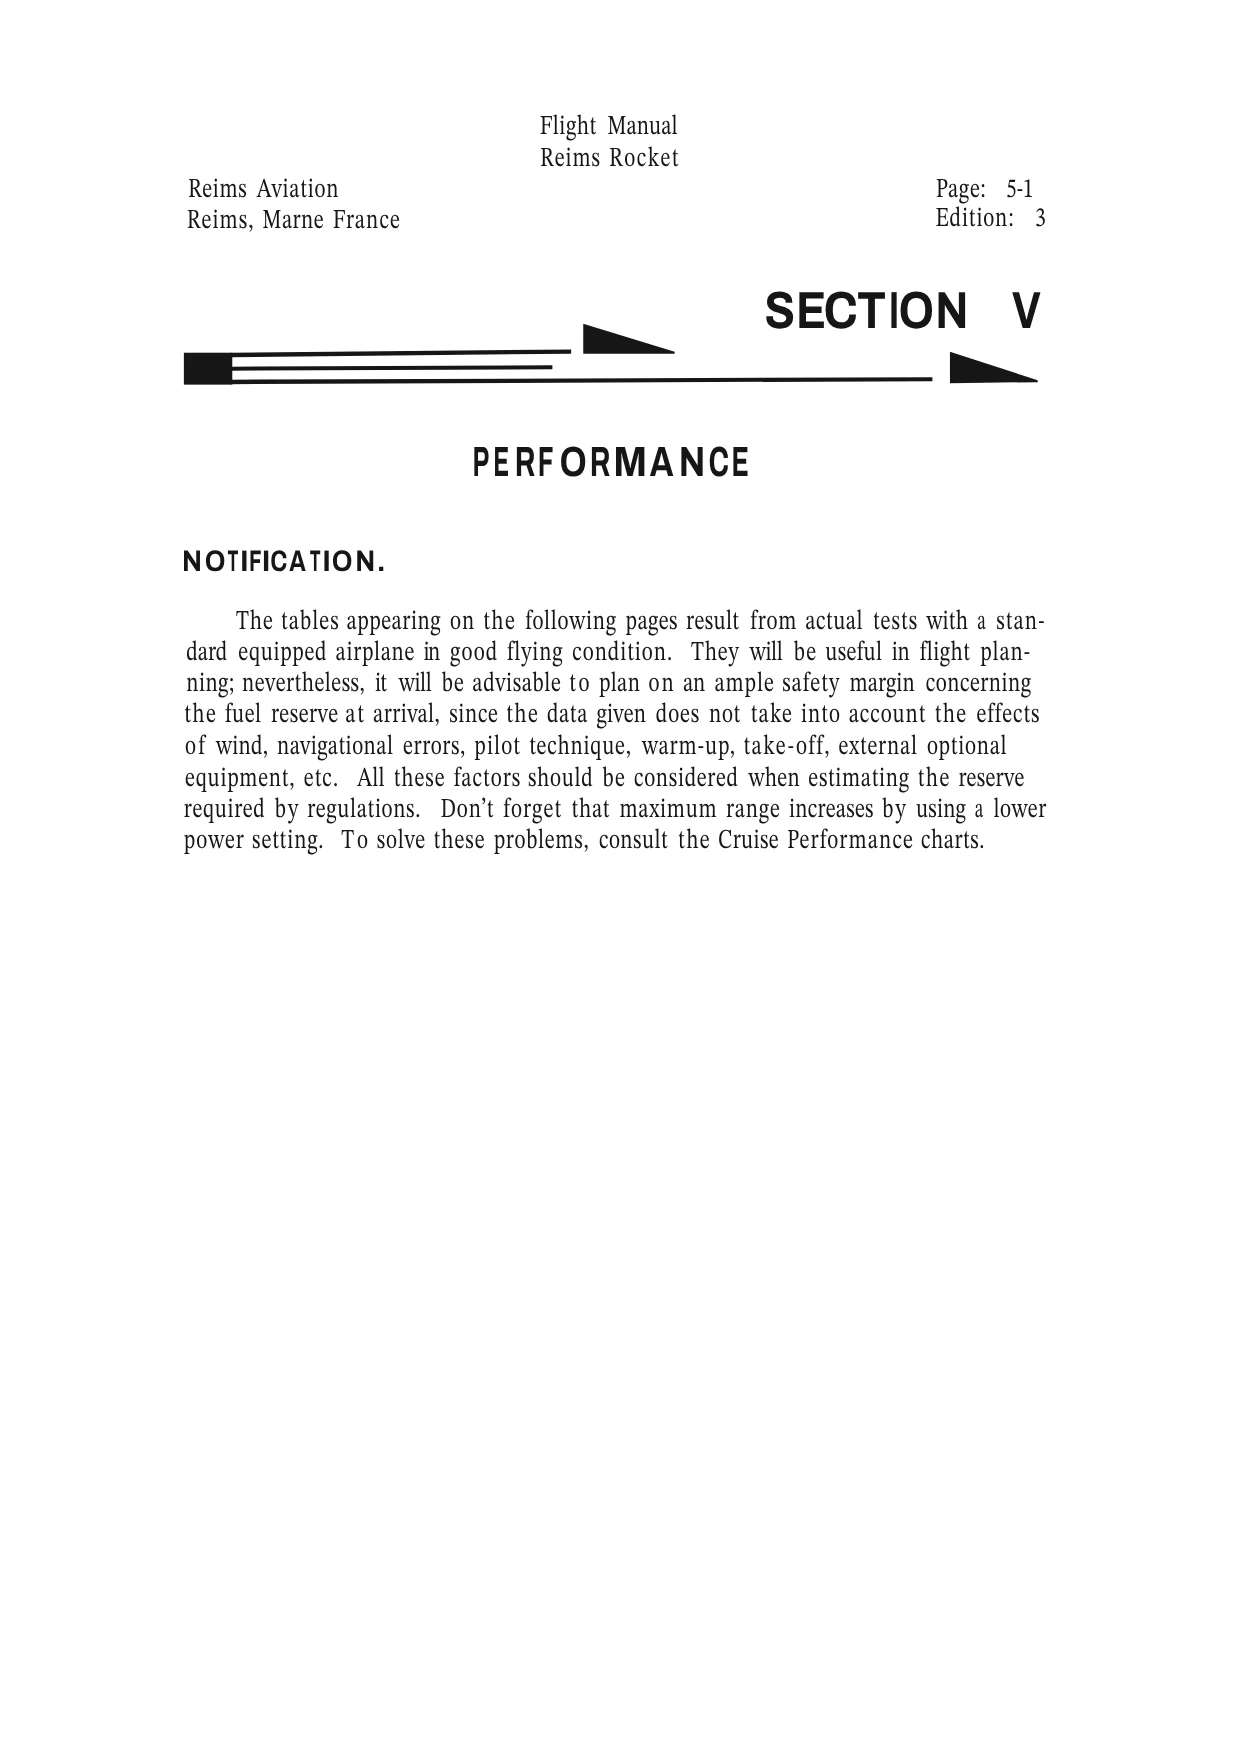 Flight Manual
Reims Rocket
Reims Aviation
Page: 5-1
Reims, Marne France
Edition: 3
SECTION V
PERFORMANCE
NOTIFICATION.
The tables appearing on the following pages result from actual tests with a stan-
dard equipped airplane in good flying condition. They will be useful in flight plan-
ning; nevertheless, it will be advisable to plan on an ample safety margin concerning
the fuel reserve at arrival, since the data given does not take into account the effects
of wind, navigational errors, pilot technique, warm-up, take-off, external optional
equipment, etc. All these factors should be considered when estimating the reserve
required by regulations. Don’t forget that maximum range increases by using a lower
power setting. To solve these problems, consult the Cruise Performance charts.